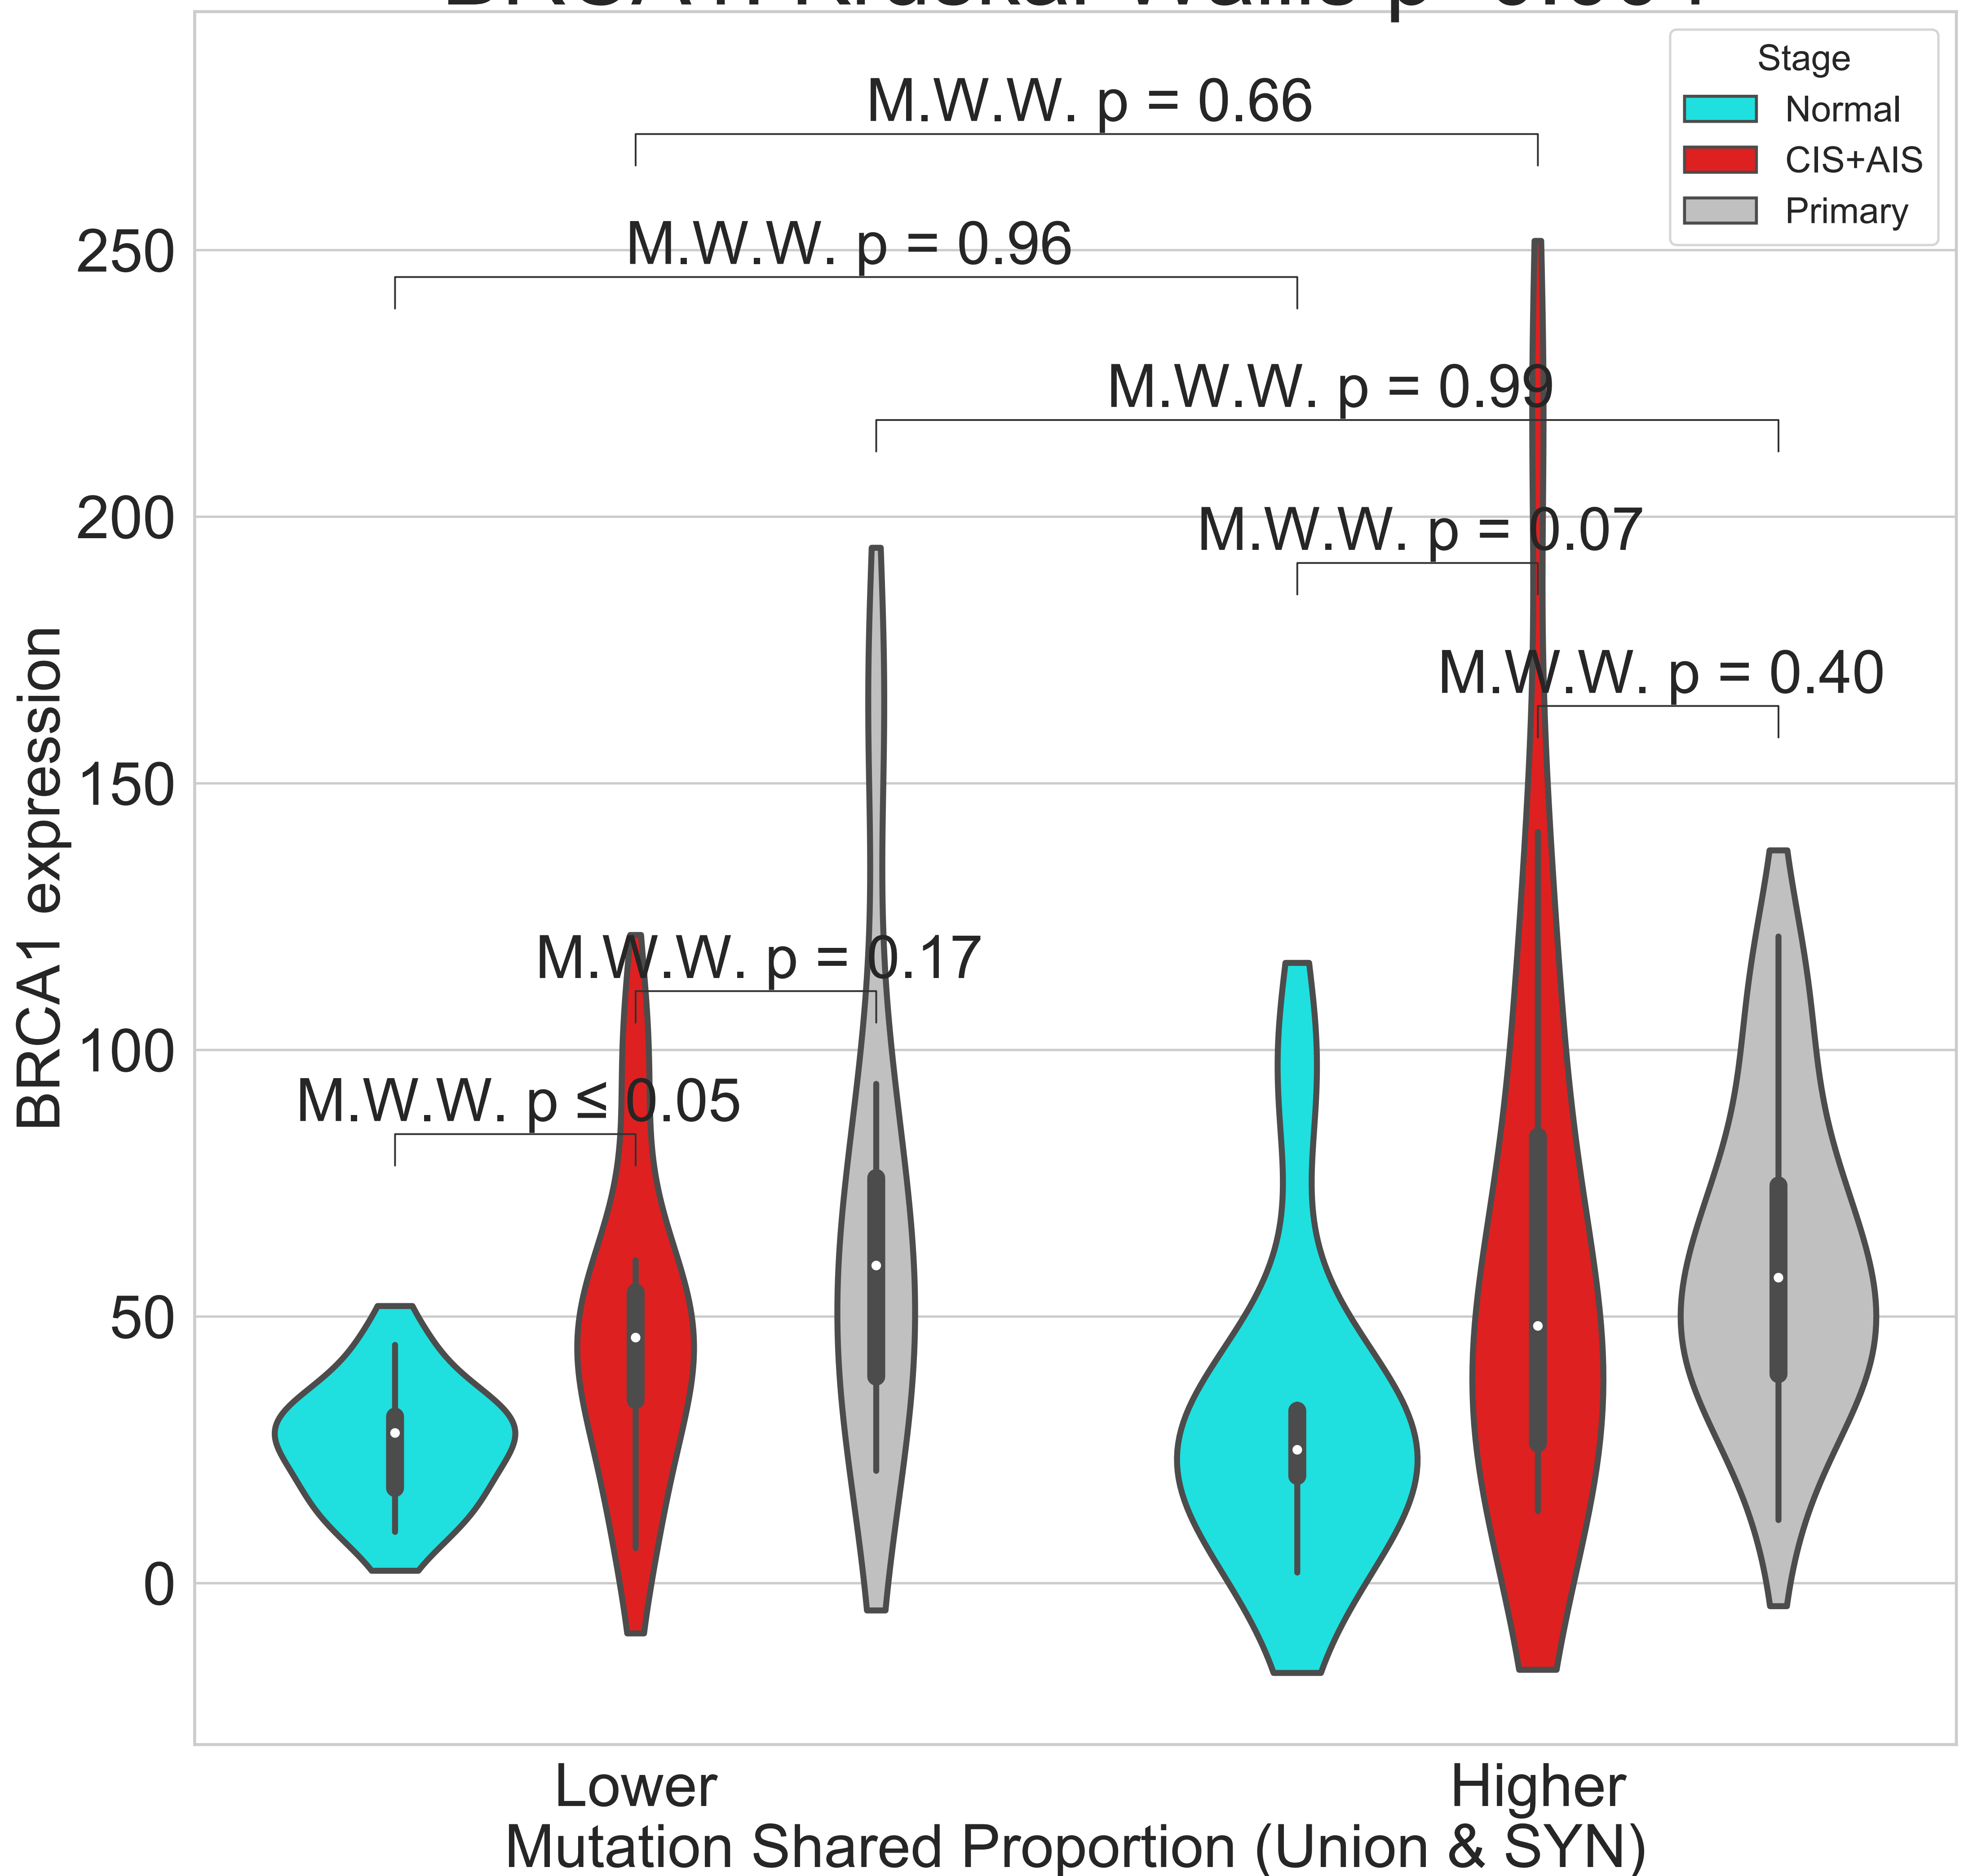 Stage
Normal
CIS+AIS
Primary
M.W.W. p = 0.66
M.W.W. p = 0.96
M.W.W. p = 0.99
M.W.W. p = 0.07
M.W.W. p = 0.40
M.W.W. p = 0.17
M.W.W. p ≤ 0.05
250
200
150
100
50
0
BRCA1 expression
Lower
Higher
Mutation Shared Proportion (Union & SYN)